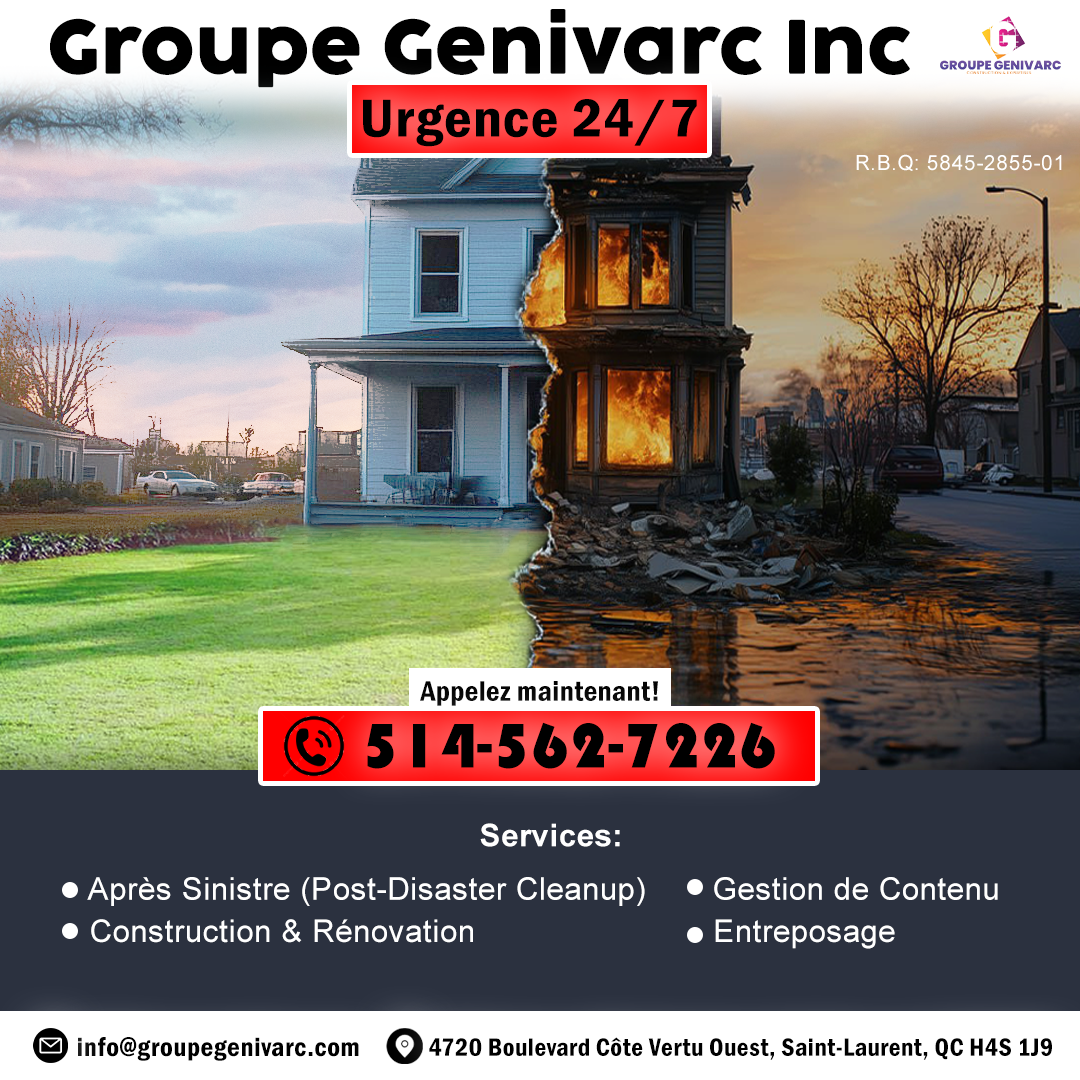 Groupe Genivarc Inc
GROUPE GENIVARC
Urgence 24/7
R.B.Q: 5845-2855-01
Appelez maintenant!
514-562-7226
Services:
• Après Sinistre (Post-Disaster Cleanup)
• Gestion de Contenu
• Construction & Rénovation
• Entreposage
info@groupegenivarc.com
4720 Boulevard Côte Vertu Ouest, Saint-Laurent, QC H4S 1J9